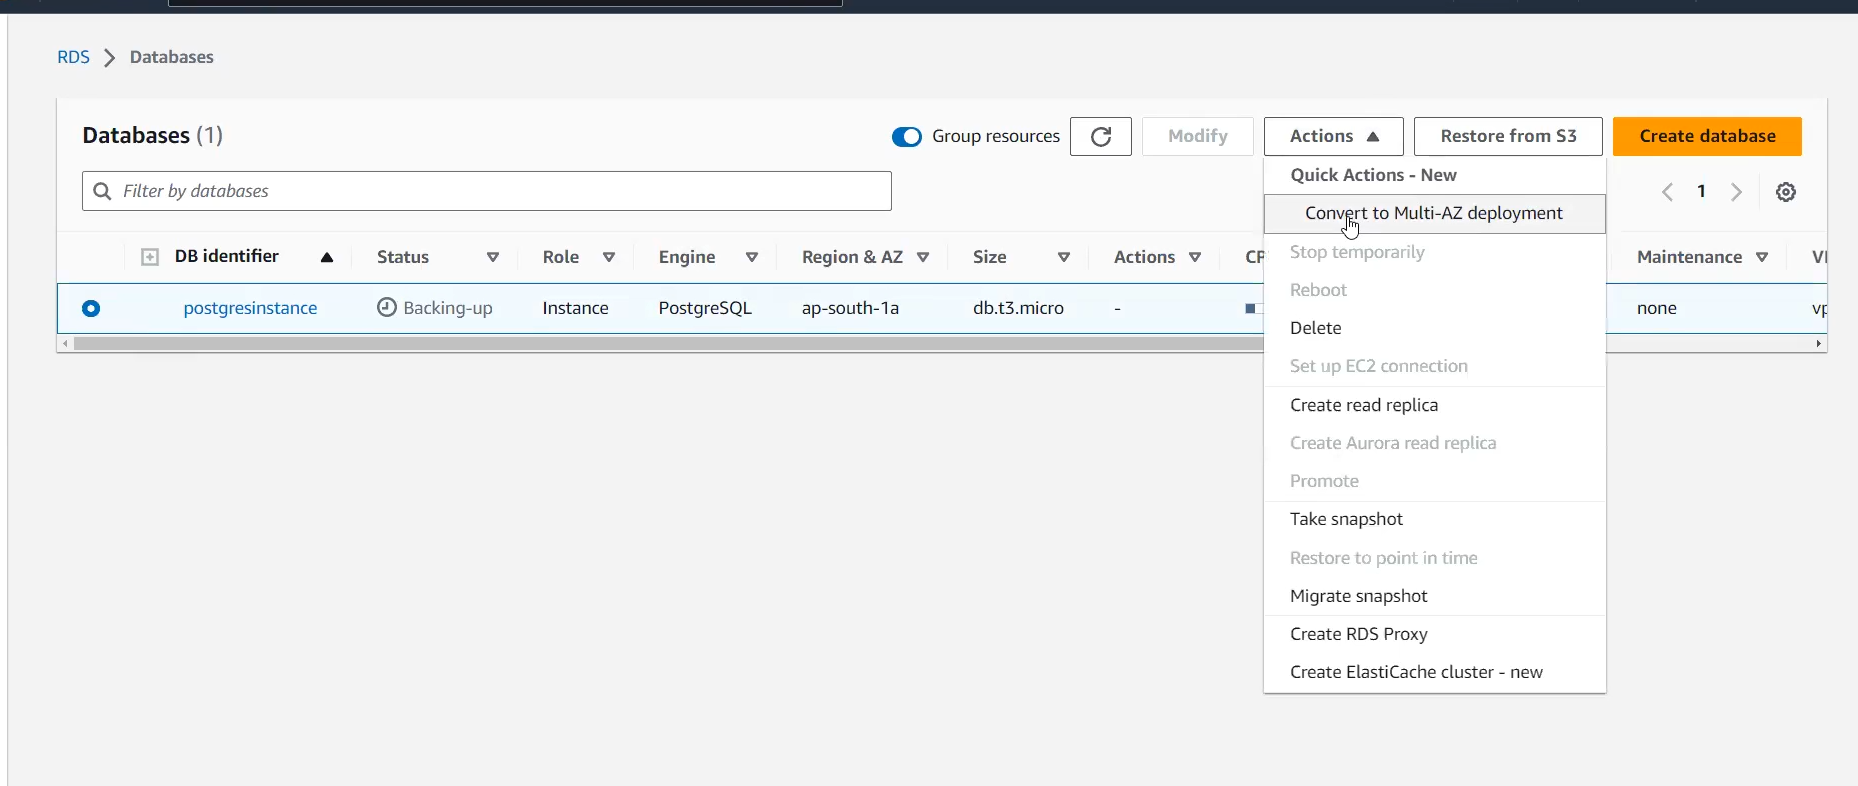 RDS > Databases
Databases (1)
Group resources
Modify
Actions
Restore from S3
Create database
Filter by databases
1
Quick Actions - New
Convert to Multi-AZ deployment
Stop temporarily
Reboot
Delete
Set up EC2 connection
Create read replica
Create Aurora read replica
Promote
Take snapshot
Restore to point in time
Migrate snapshot
Create RDS Proxy
Create ElastiCache cluster - new
DB identifier Status Role Engine Region & AZ Size Actions CP Maintenance
postgresinstance Backing-up Instance PostgreSQL ap-south-1a db.t3.micro - none vp